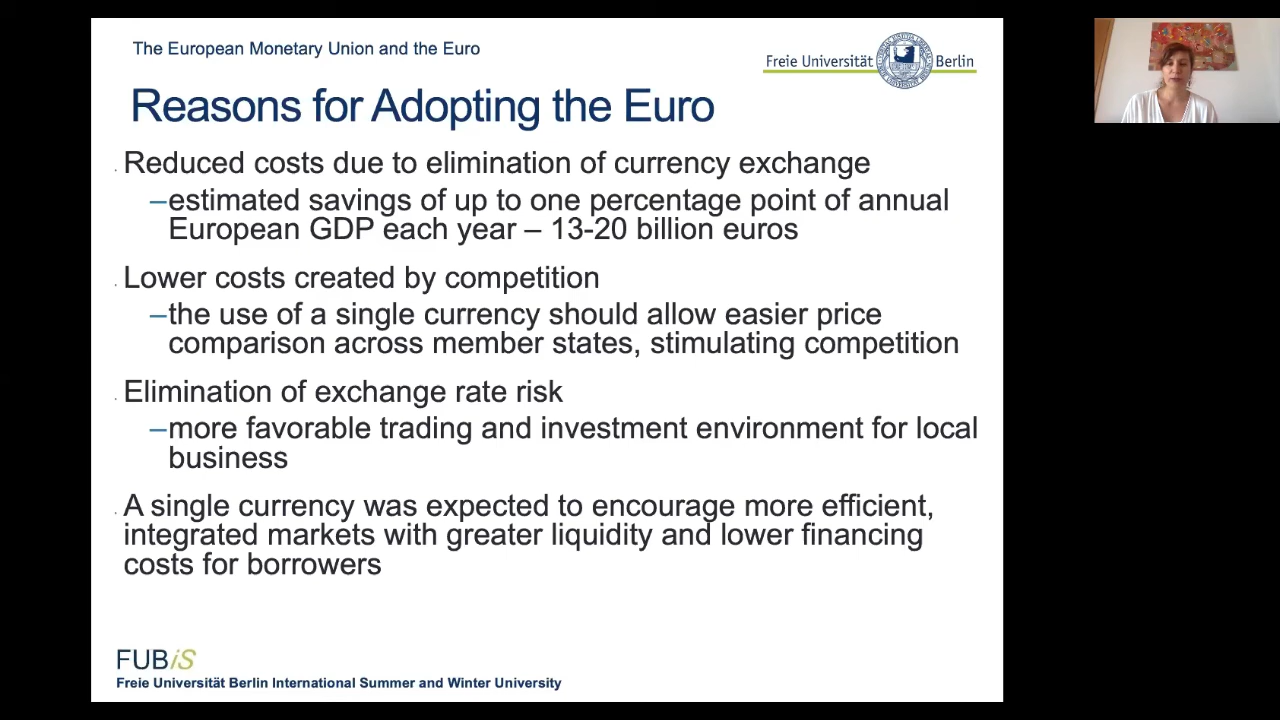 The European Monetary Union and the Euro
Freie Universität Berlin
Reasons for Adopting the Euro
Reduced costs due to elimination of currency exchange
–estimated savings of up to one percentage point of annual
European GDP each year – 13-20 billion euros
Lower costs created by competition
–the use of a single currency should allow easier price
comparison across member states, stimulating competition
Elimination of exchange rate risk
–more favorable trading and investment environment for local
business
A single currency was expected to encourage more efficient,
integrated markets with greater liquidity and lower financing
costs for borrowers
FUBiS
Freie Universität Berlin International Summer and Winter University